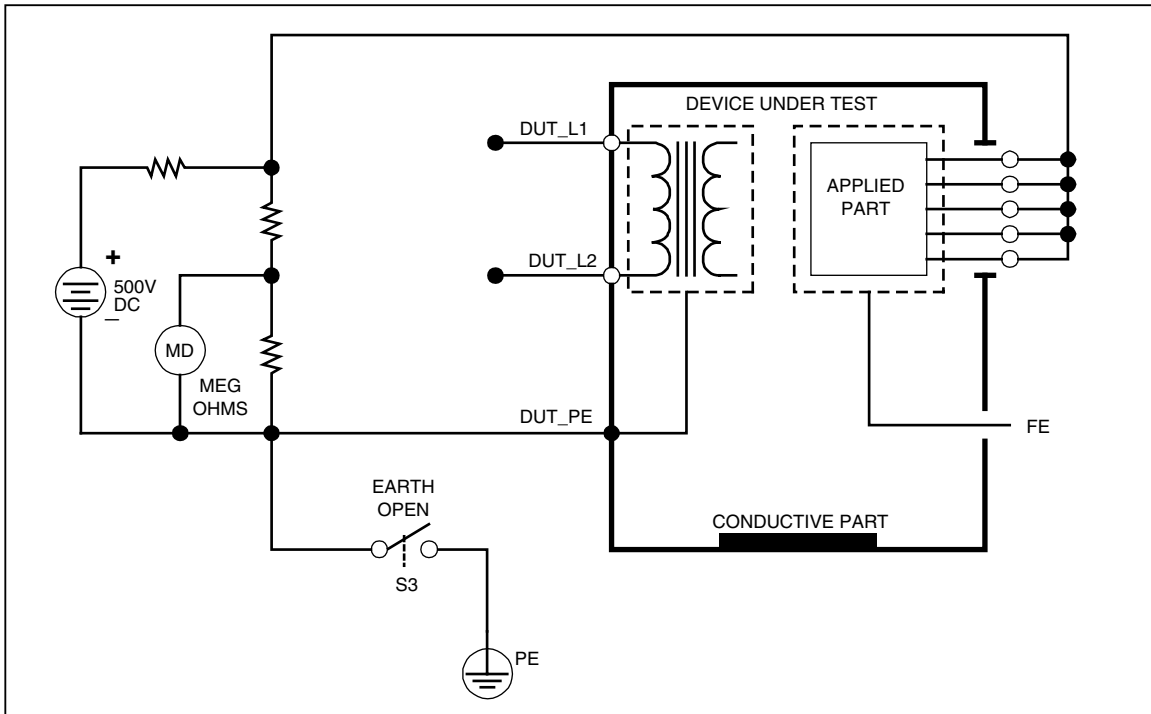 DEVICE UNDER TEST
DUT_L1
APPLIED
PART
DUT_L2
+
500V
DC
–
MD
MEG
OHMS
DUT_PE
FE
EARTH
OPEN
CONDUCTIVE PART
S3
PE